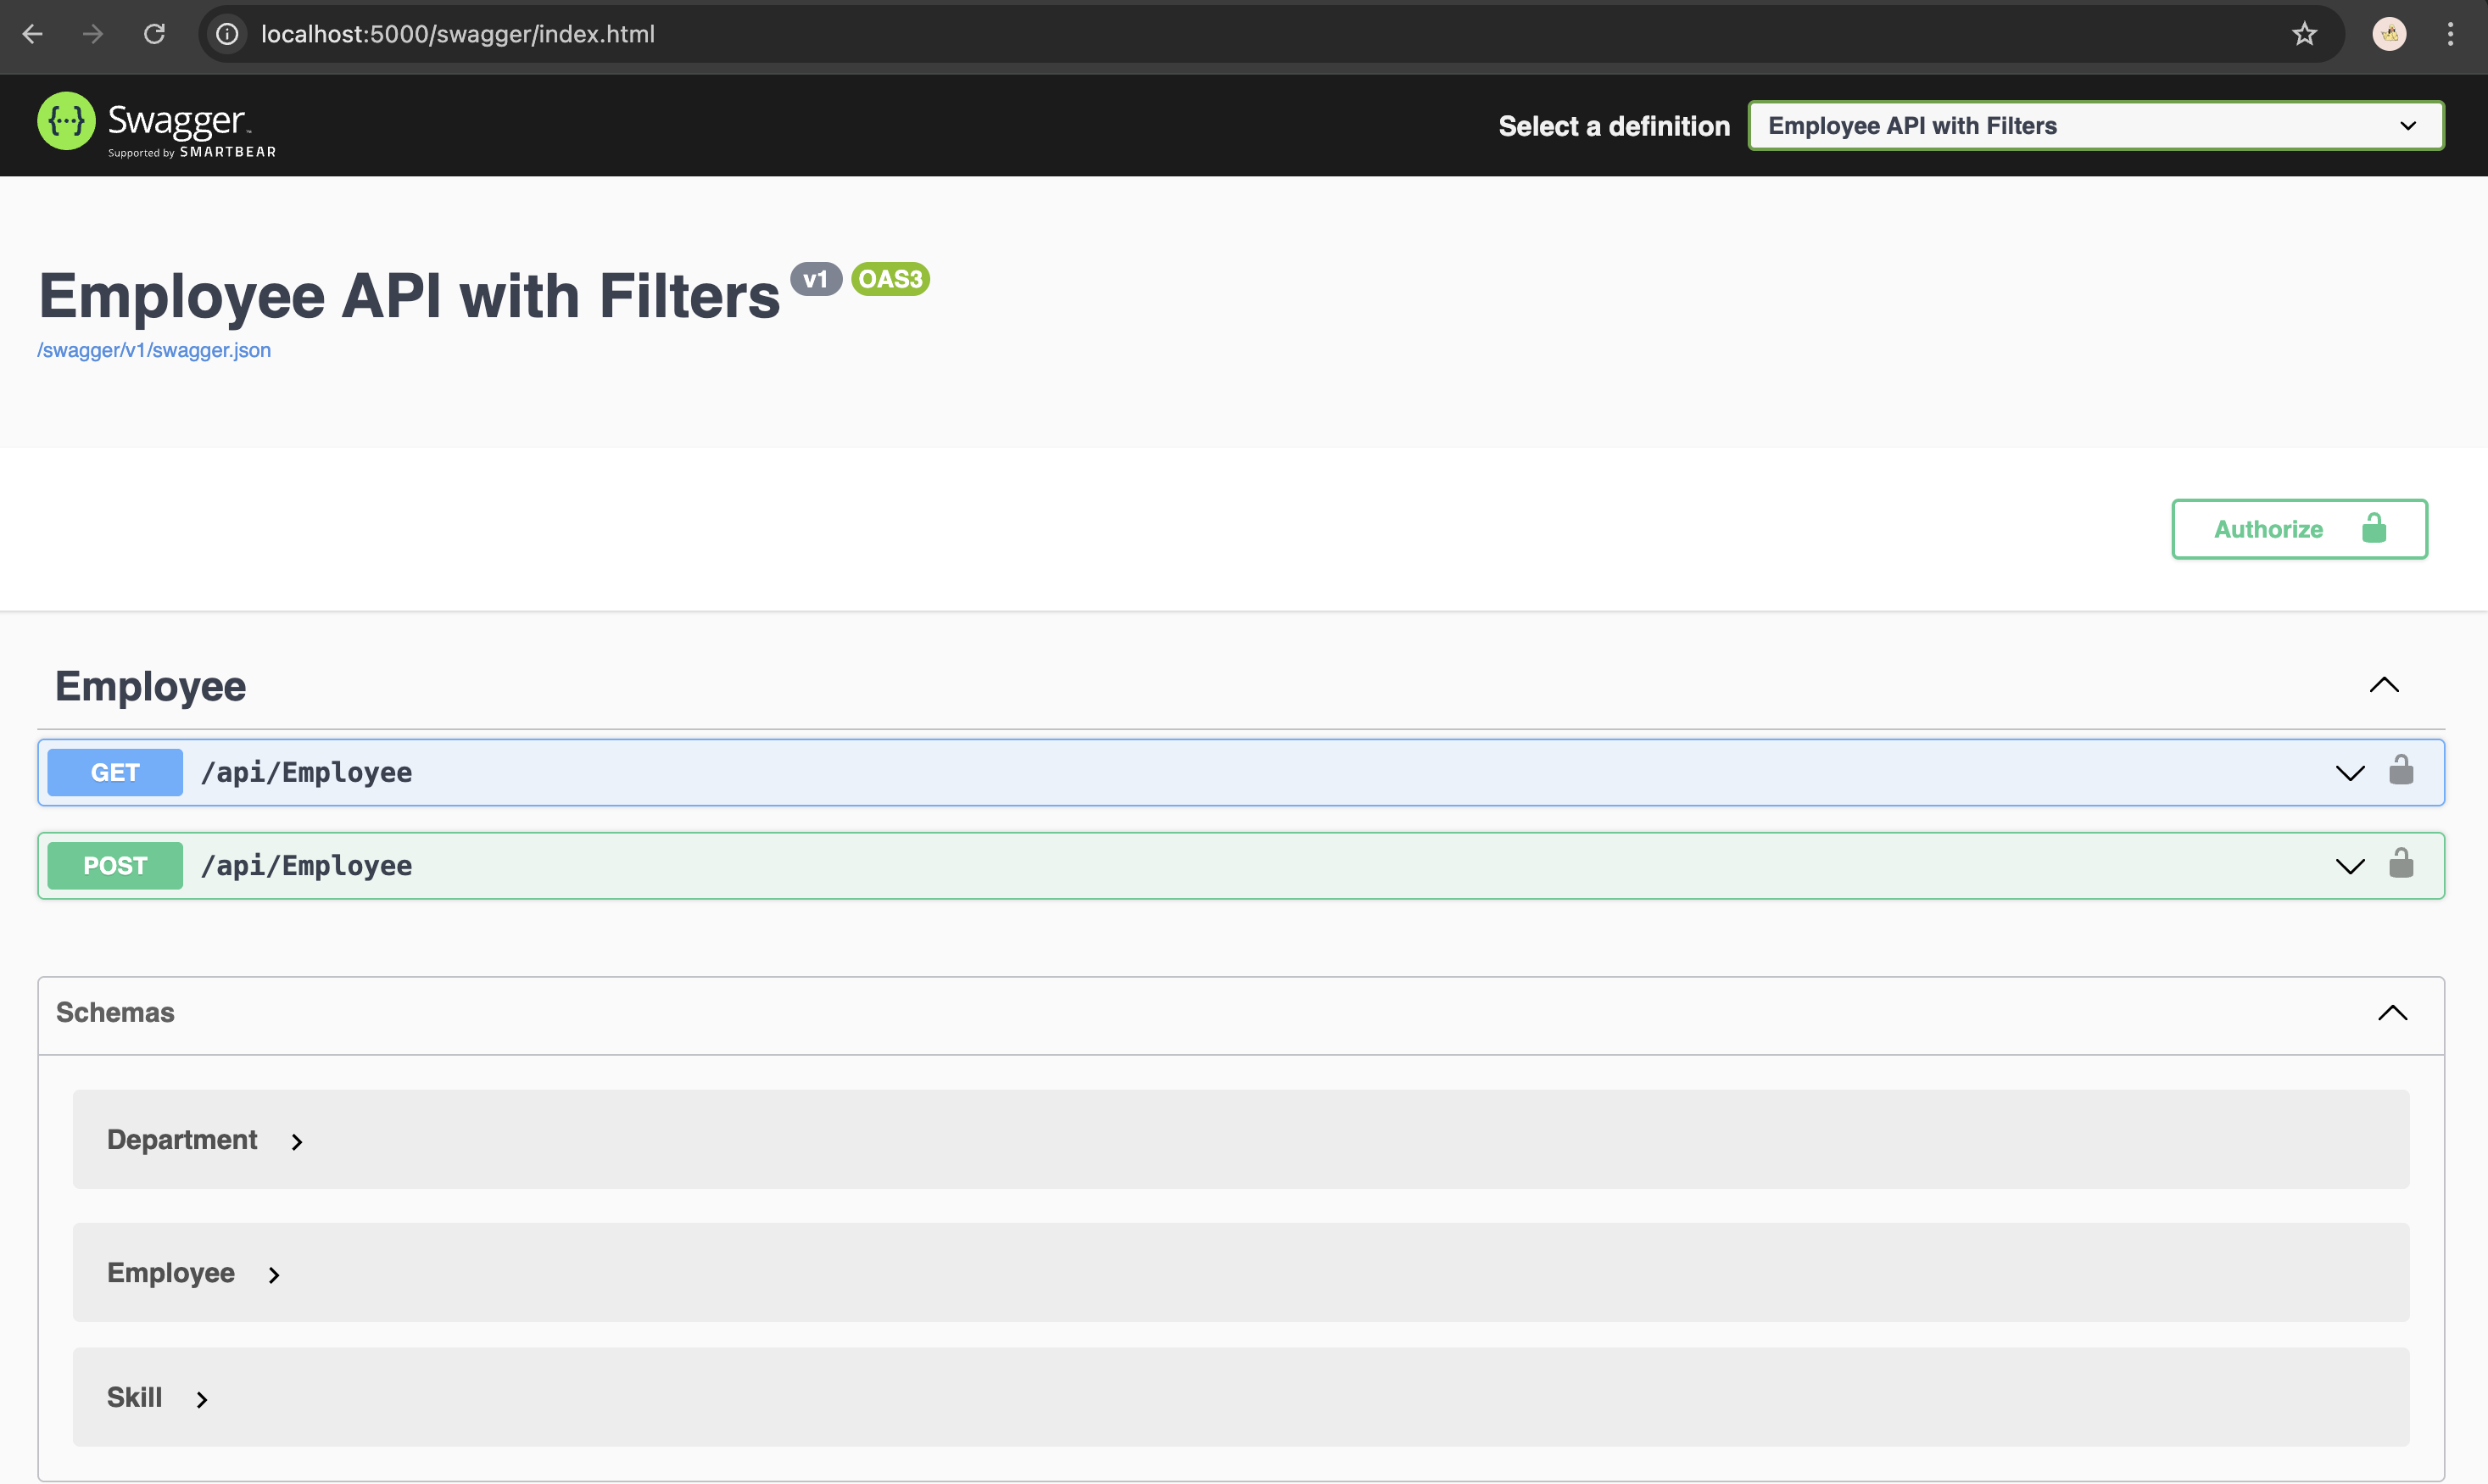 localhost:5000/swagger/index.html
{···} Swagger™
Supported by SMARTBEAR
Select a definition
Employee API with Filters
Employee API with Filters v1 OAS3
/swagger/v1/swagger.json
Authorize
Employee
GET /api/Employee
POST /api/Employee
Schemas
Department
Employee
Skill